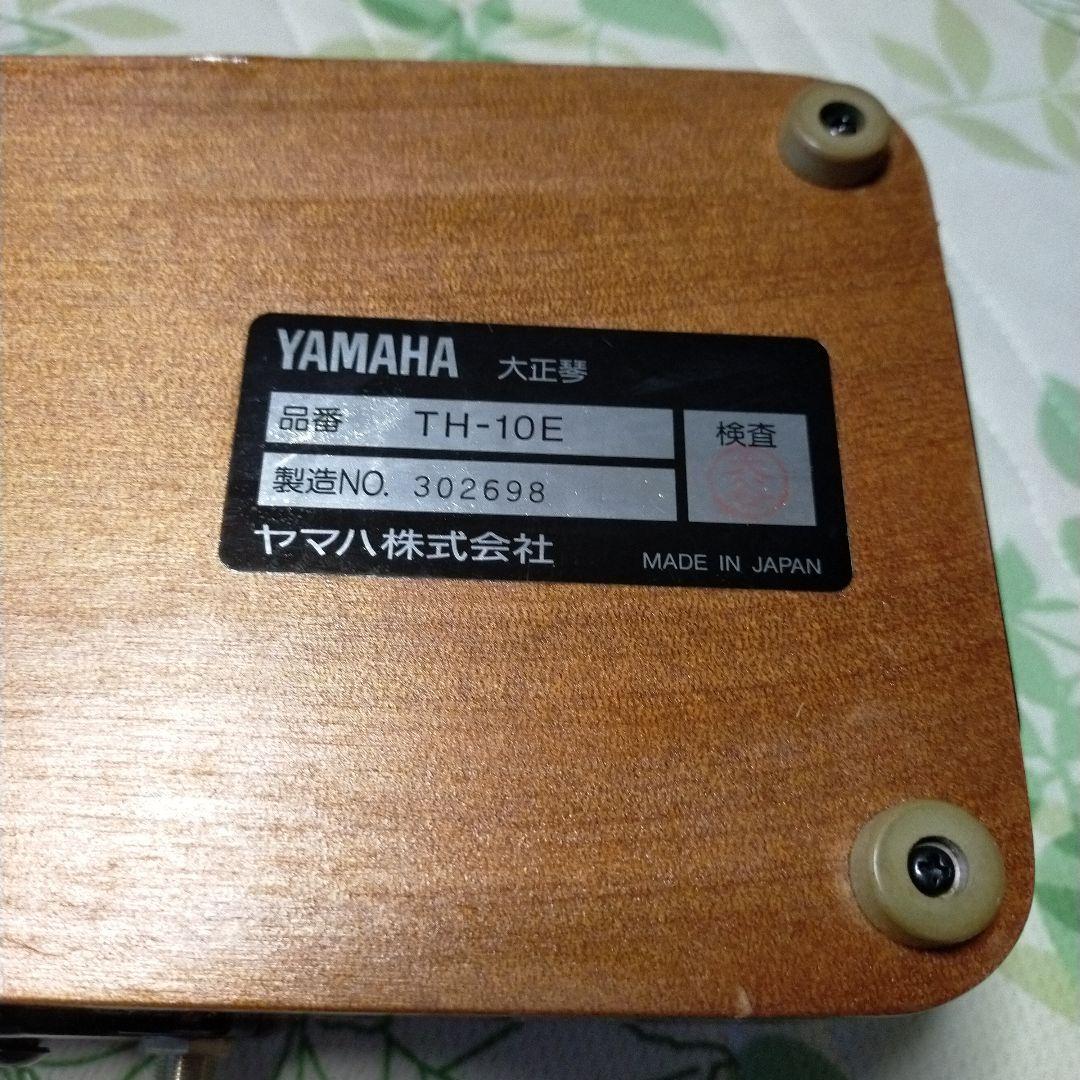 YAMAHA 大正琴
品番 TH-10E
製造NO. 302698
検査
ヤマハ株式会社
MADE IN JAPAN